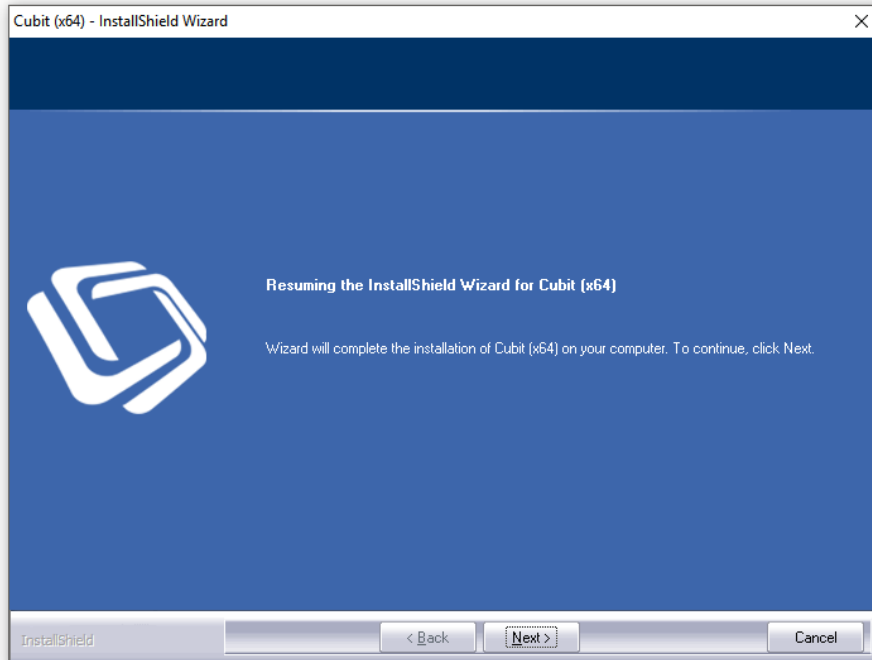 Cubit (x64) - InstallShield Wizard
Resuming the InstallShield Wizard for Cubit (x64)
Wizard will complete the installation of Cubit (x64) on your computer. To continue, click Next.
InstallShield
< Back
Next >
Cancel